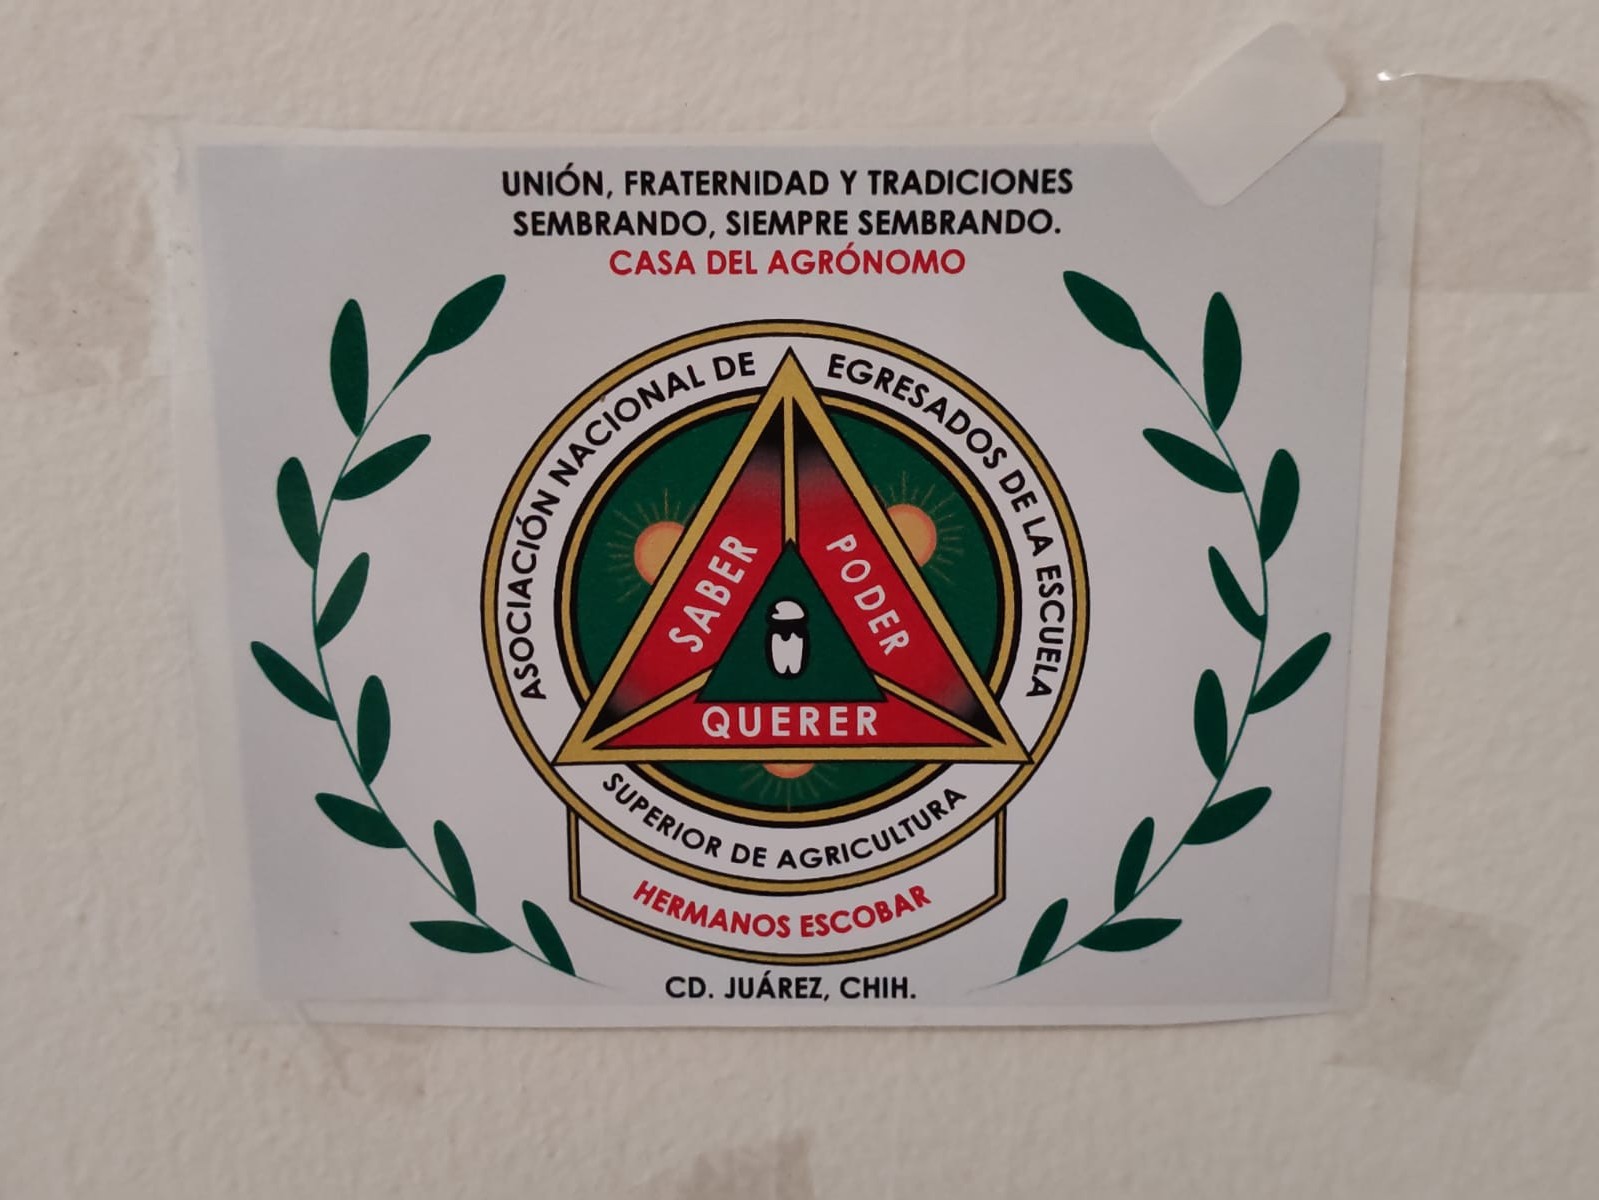 UNIÓN, FRATERNIDAD Y TRADICIONES
SEMBRANDO, SIEMPRE SEMBRANDO.
CASA DEL AGRÓNOMO
ASOCIACIÓN NACIONAL DE EGRESADOS DE LA ESCUELA
SABER
PODER
QUERER
SUPERIOR DE AGRICULTURA
HERMANOS ESCOBAR
CD. JUÁREZ, CHIH.